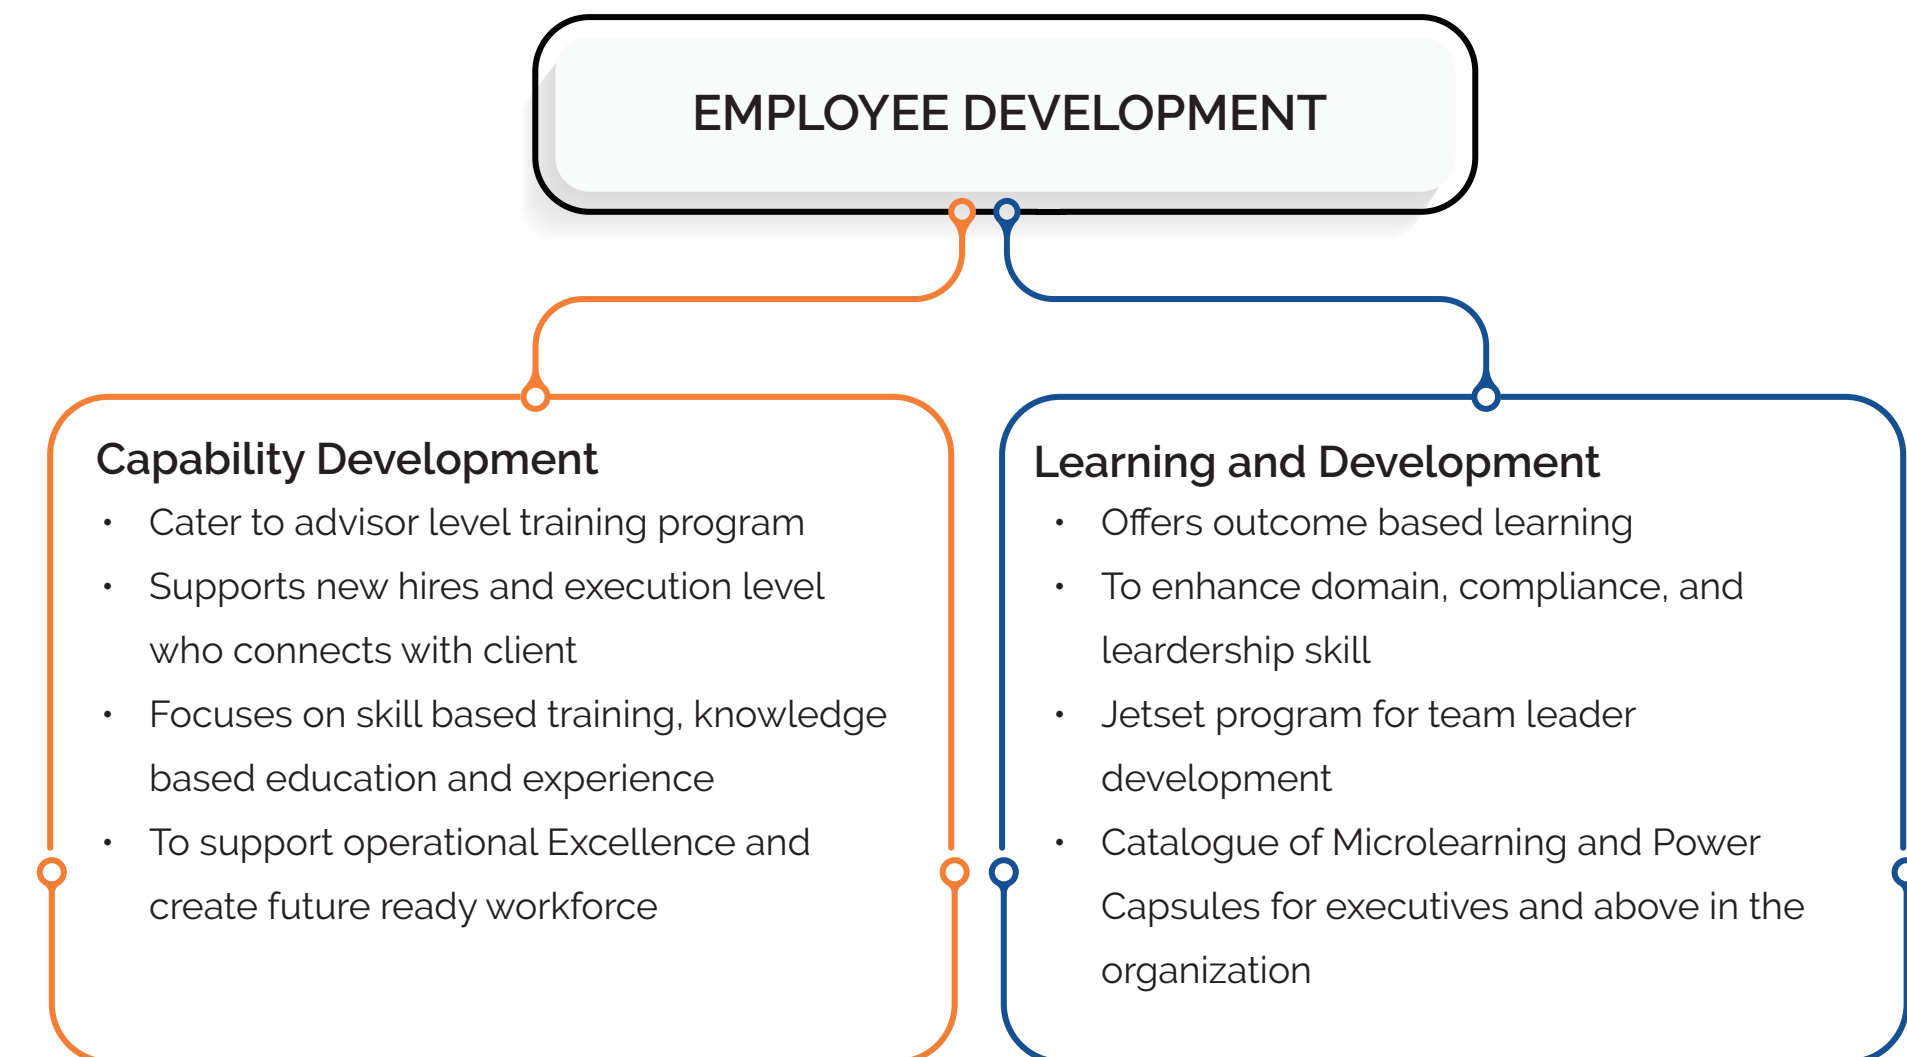 EMPLOYEE DEVELOPMENT
Capability Development
• Cater to advisor level training program
• Supports new hires and execution level
who connects with client
• Focuses on skill based training, knowledge
based education and experience
• To support operational Excellence and
create future ready workforce
Learning and Development
• Offers outcome based learning
• To enhance domain, compliance, and
leardership skill
• Jetset program for team leader
development
• Catalogue of Microlearning and Power
Capsules for executives and above in the
organization